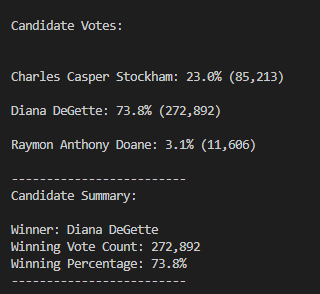 Candidate Votes:
Charles Casper Stockham: 23.0% (85,213)
Diana DeGette: 73.8% (272,892)
Raymon Anthony Doane: 3.1% (11,606)
-------------------------
Candidate Summary:
Winner: Diana DeGette
Winning Vote Count: 272,892
Winning Percentage: 73.8%
-------------------------